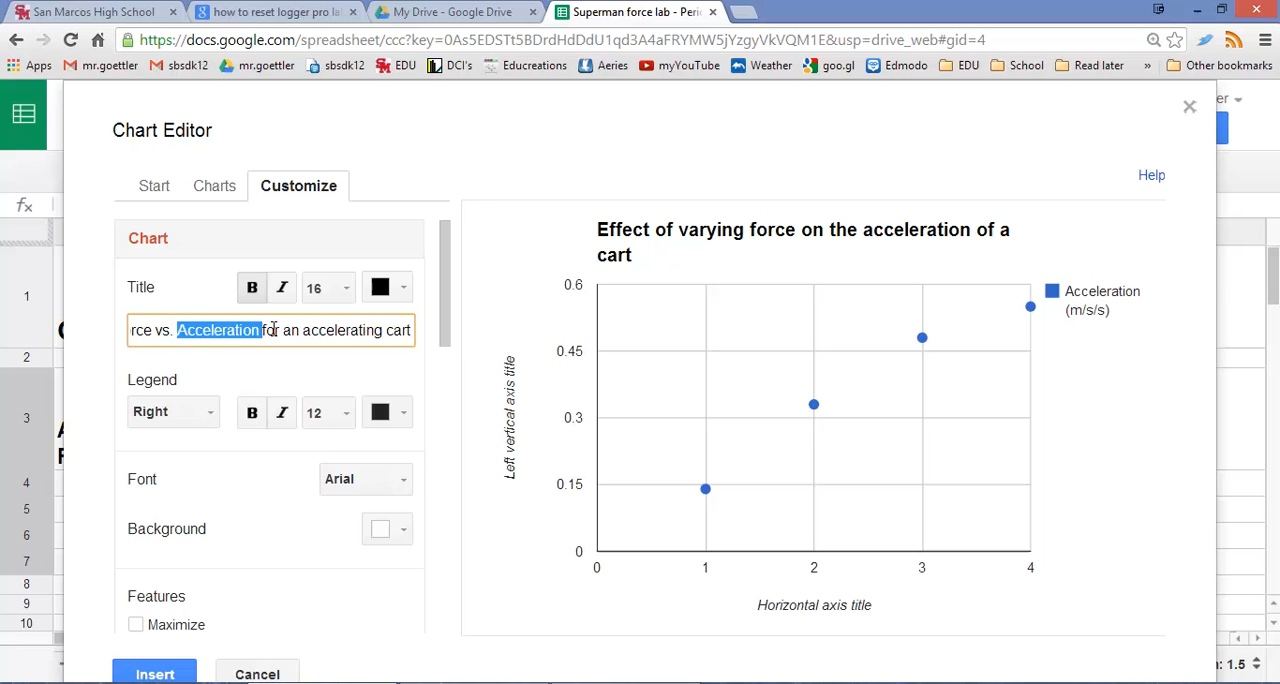 San Marcos High School
how to reset logger pro la
My Drive - Google Drive
Superman force lab - Peri
https://docs.google.com/spreadsheet/ccc?key=0As5EDSTt5BDrdHdDdU1qd3A4aFRYMW5jYzgyVkVQM1E&usp=drive_web#gid=4
Apps mr.goettler sbsdk12 mr.goettler sbsdk12 EDU DCI's Educreations Aeries myYouTube Weather goo.gl Edmodo EDU School Read later » Other bookmarks
er
Chart Editor
Start Charts Customize
Help
Chart
Title B I 16
rce vs. Acceleration for an accelerating cart
Legend
Right B I 12
Font Arial
Background
Features
Maximize
Insert Cancel
Effect of varying force on the acceleration of a
cart
Acceleration
(m/s/s)
0.6
0.45
0.3
0.15
0
0 1 2 3 4
Left vertical axis title
Horizontal axis title
fx
1
2
3
4
5
6
7
8
9
10
: 1.5